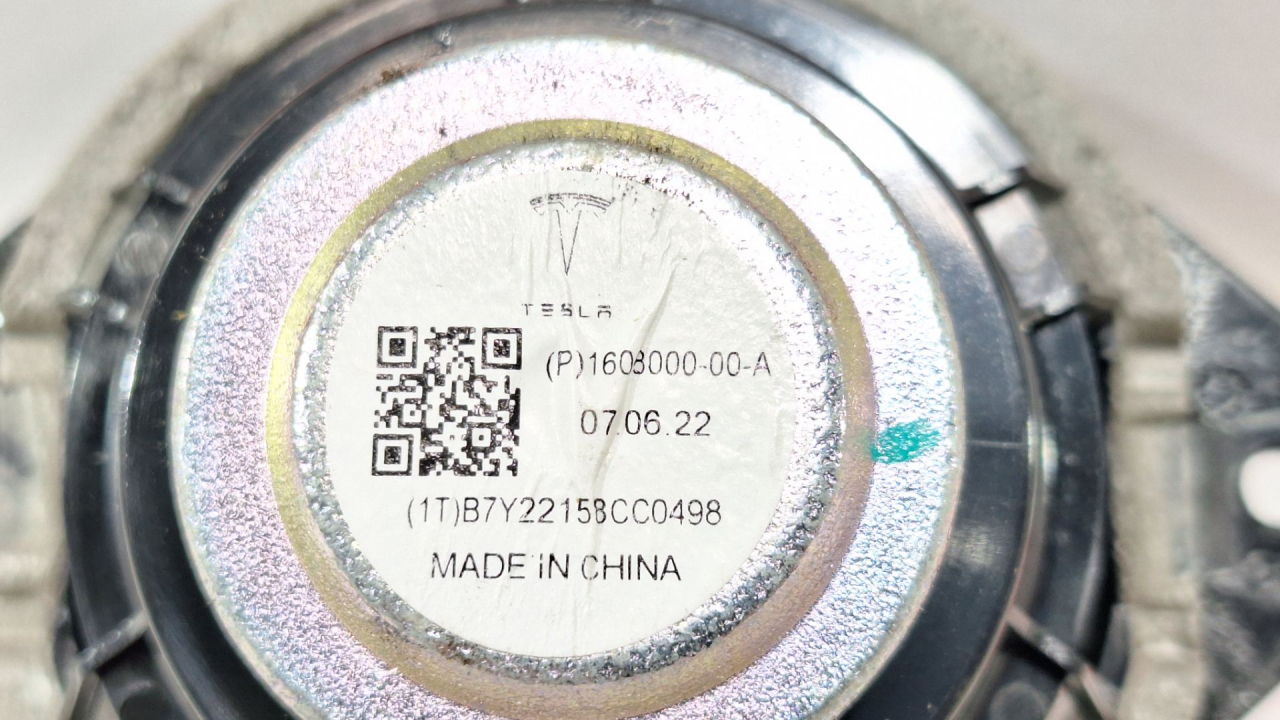 TESLA
(P)1608000-00-A
07.06.22
(1T)B7Y22158CC0498
MADE IN CHINA